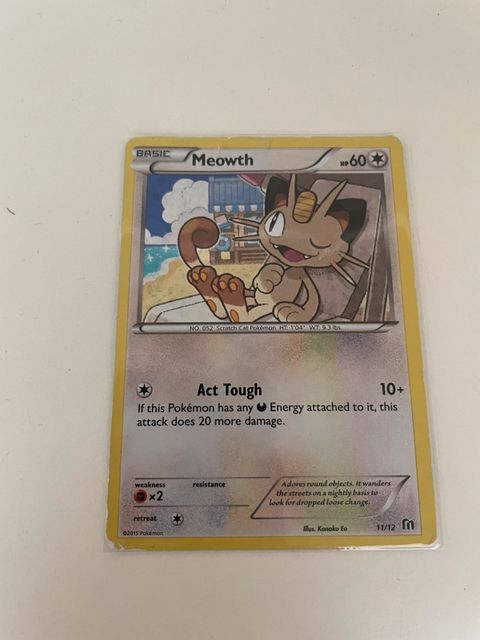 BASIC
Meowth
HP60
NO. 052 Scratch Cat Pokémon HT: 1'04" WT: 9.3 lbs.
Act Tough 10+
If this Pokémon has any Energy attached to it, this
attack does 20 more damage.
weakness resistance
×2
Adores round objects. It wanders
the streets on a nightly basis to
look for dropped loose change.
retreat
Illus. Kanako Eo
11/12
©2015 Pokémon